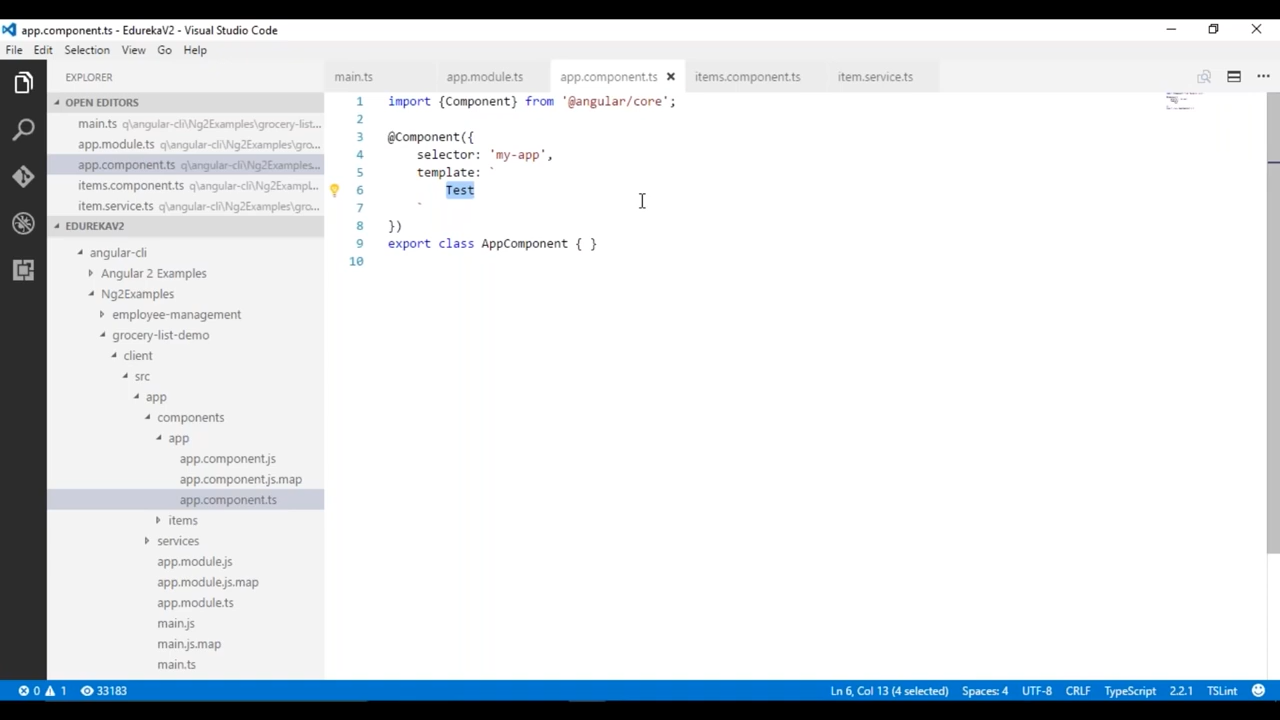 app.component.ts - EdurekaV2 - Visual Studio Code
File Edit Selection View Go Help
EXPLORER
main.ts app.module.ts app.component.ts × items.component.ts item.service.ts
OPEN EDITORS
main.ts q\angular-cli\Ng2Examples\grocery-list...
app.module.ts q\angular-cli\Ng2Examples\gro...
app.component.ts q\angular-cli\Ng2Examples...
items.component.ts q\angular-cli\Ng2Exampl...
item.service.ts q\angular-cli\Ng2Examples\gro...
EDUREKAV2
angular-cli
Angular 2 Examples
Ng2Examples
employee-management
grocery-list-demo
client
src
app
components
app
app.component.js
app.component.js.map
app.component.ts
items
services
app.module.js
app.module.js.map
app.module.ts
main.js
main.js.map
main.ts
1 import {Component} from '@angular/core';
2
3 @Component({
4 selector: 'my-app',
5 template: `
6 Test
7 `
8 })
9 export class AppComponent { }
10
0 1 33183 Ln 6, Col 13 (4 selected) Spaces: 4 UTF-8 CRLF TypeScript 2.2.1 TSLint